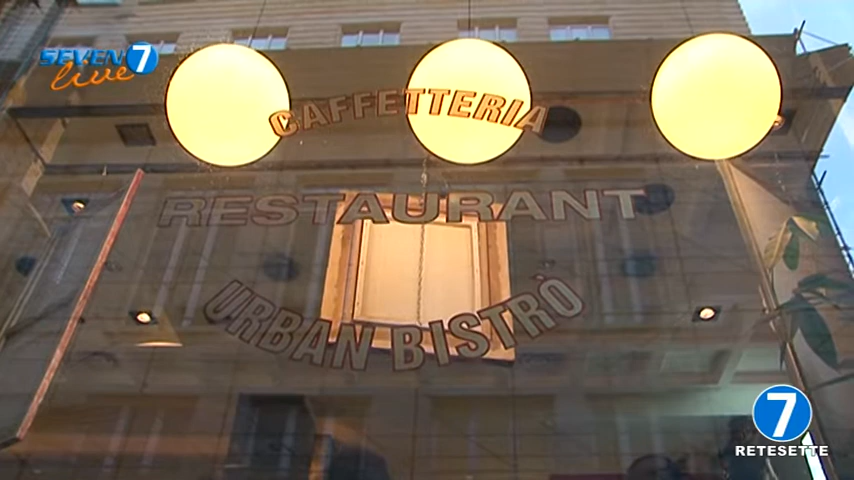 SEVEN 7
live
CAFFETTERIA
RESTAURANT
URBAN BISTRÒ
7
RETESETTE